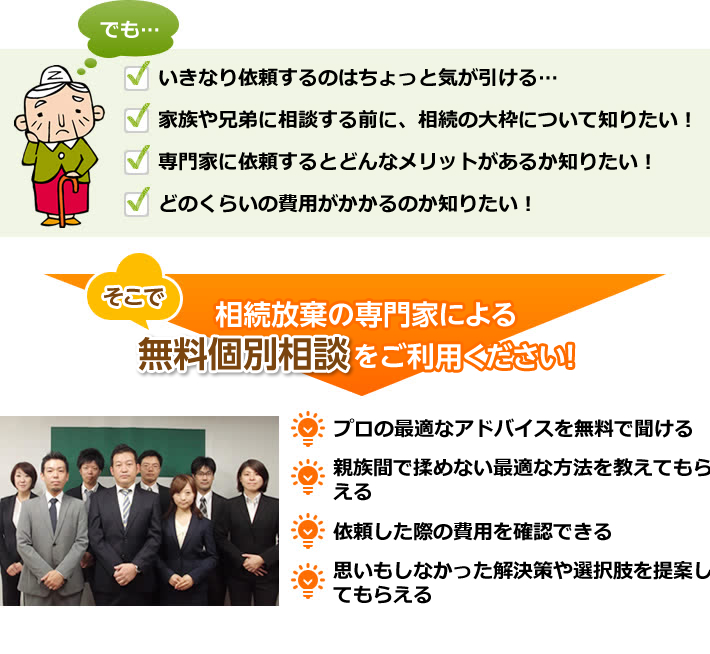 でも…
いきなり依頼するのはちょっと気が引ける…
家族や兄弟に相談する前に、相続の大枠について知りたい！
専門家に依頼するとどんなメリットがあるか知りたい！
どのくらいの費用がかかるのか知りたい！
そこで
相続放棄の専門家による
無料個別相談をご利用ください!
プロの最適なアドバイスを無料で聞ける
親族間で揉めない最適な方法を教えてもら
える
依頼した際の費用を確認できる
思いもしなかった解決策や選択肢を提案し
てもらえる